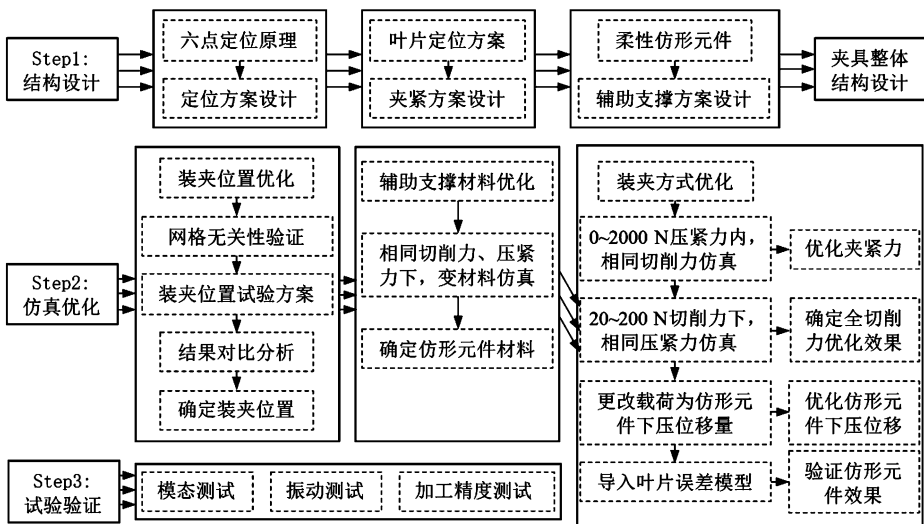 Step1:
结构设计
六点定位原理
定位方案设计
叶片定位方案
夹紧方案设计
柔性仿形元件
辅助支撑方案设计
夹具整体
结构设计
Step2:
仿真优化
装夹位置优化
网格无关性验证
装夹位置试验方案
结果对比分析
确定装夹位置
辅助支撑材料优化
相同切削力、压紧
力下，变材料仿真
确定仿形元件材料
装夹方式优化
0~2000 N压紧力内，
相同切削力仿真
优化夹紧力
20~200 N切削力下，
相同压紧力仿真
确定全切削
力优化效果
更改载荷为仿形元
件下压位移量
优化仿形元
件下压位移
导入叶片误差模型
验证仿形元
件效果
Step3:
试验验证
模态测试
振动测试
加工精度测试